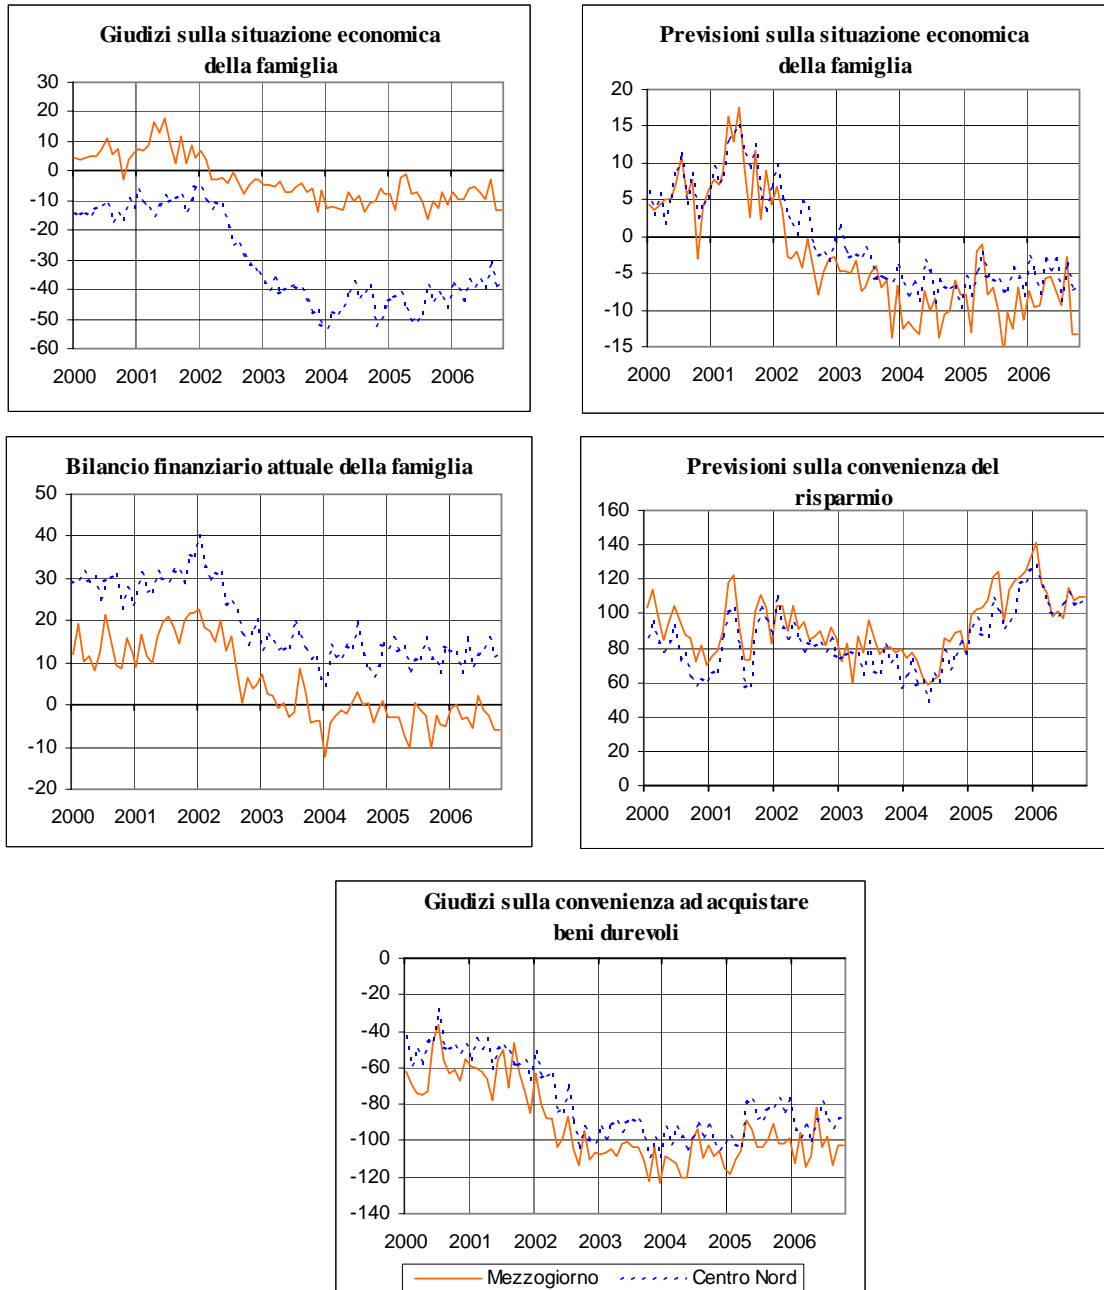 Giudizi sulla situazione economica
della famiglia
30
20
10
0
-10
-20
-30
-40
-50
-60
2000 2001 2002 2003 2004 2005 2006
Previsioni sulla situazione economica
della famiglia
20
15
10
5
0
-5
-10
-15
2000 2001 2002 2003 2004 2005 2006
Bilancio finanziario attuale della famiglia
50
40
30
20
10
0
-10
-20
2000 2001 2002 2003 2004 2005 2006
Previsioni sulla convenienza del
risparmio
160
140
120
100
80
60
40
20
0
2000 2001 2002 2003 2004 2005 2006
Giudizi sulla convenienza ad acquistare
beni durevoli
0
-20
-40
-60
-80
-100
-120
-140
2000 2001 2002 2003 2004 2005 2006
Mezzogiorno Centro Nord